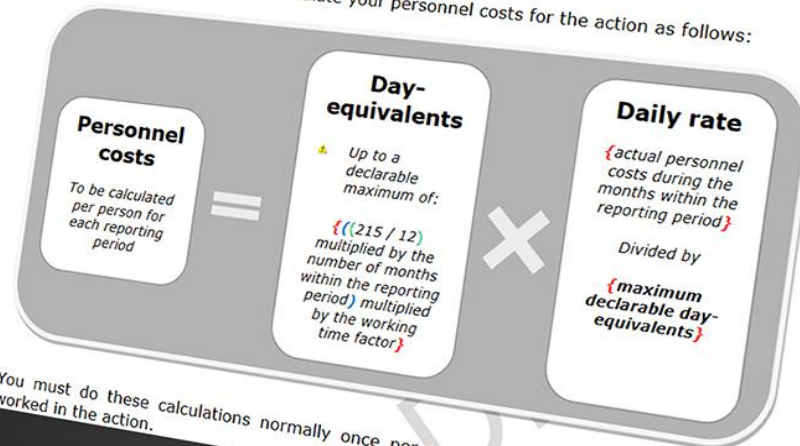 your personnel costs for the action as follows:
Personnel
costs
To be calculated
per person for
each reporting
period
=
Day-
equivalents
Up to a
declarable
maximum of:
{((215 / 12)
multiplied by the
number of months
within the reporting
period) multiplied
by the working
time factor}
×
Daily rate
{actual personnel
costs during the
months within the
reporting period}
Divided by
{maximum
declarable day-
equivalents}
You must do these calculations normally once per
worked in the action.